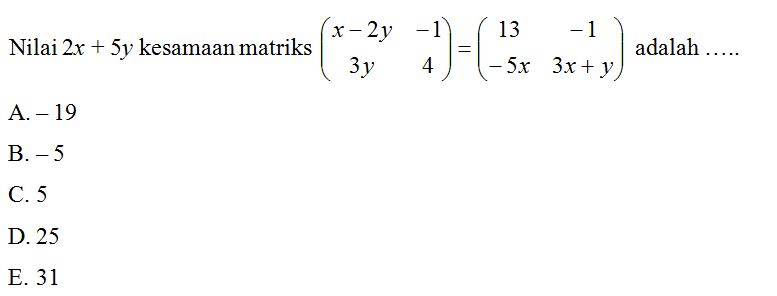 Nilai 2x + 5y kesamaan matriks (x – 2y –1 3y 4) = (13 –1 – 5x 3x + y) adalah …..
A. – 19
B. – 5
C. 5
D. 25
E. 31